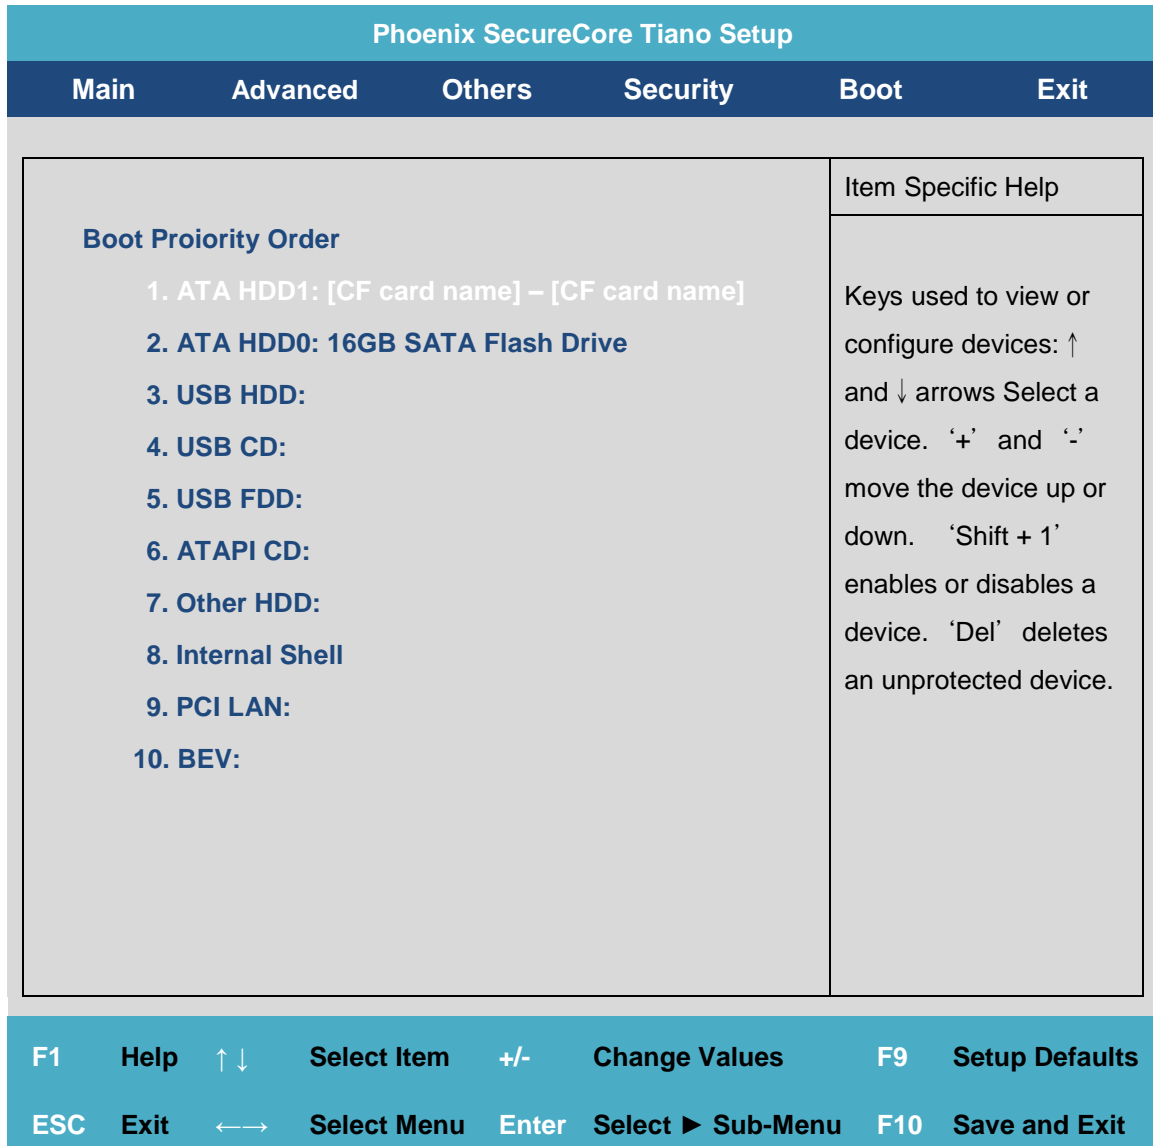 Phoenix SecureCore Tiano Setup
Main Advanced Others Security Boot Exit
Boot Proiority Order
1. ATA HDD1: [CF card name] – [CF card name]
2. ATA HDD0: 16GB SATA Flash Drive
3. USB HDD:
4. USB CD:
5. USB FDD:
6. ATAPI CD:
7. Other HDD:
8. Internal Shell
9. PCI LAN:
10. BEV:
Item Specific Help
Keys used to view or
configure devices: ↑
and ↓ arrows Select a
device. ‘+’ and ‘-’
move the device up or
down. ‘Shift + 1’
enables or disables a
device. ‘Del’ deletes
an unprotected device.
F1 Help ↑↓ Select Item +/- Change Values F9 Setup Defaults
ESC Exit ←→ Select Menu Enter Select ► Sub-Menu F10 Save and Exit